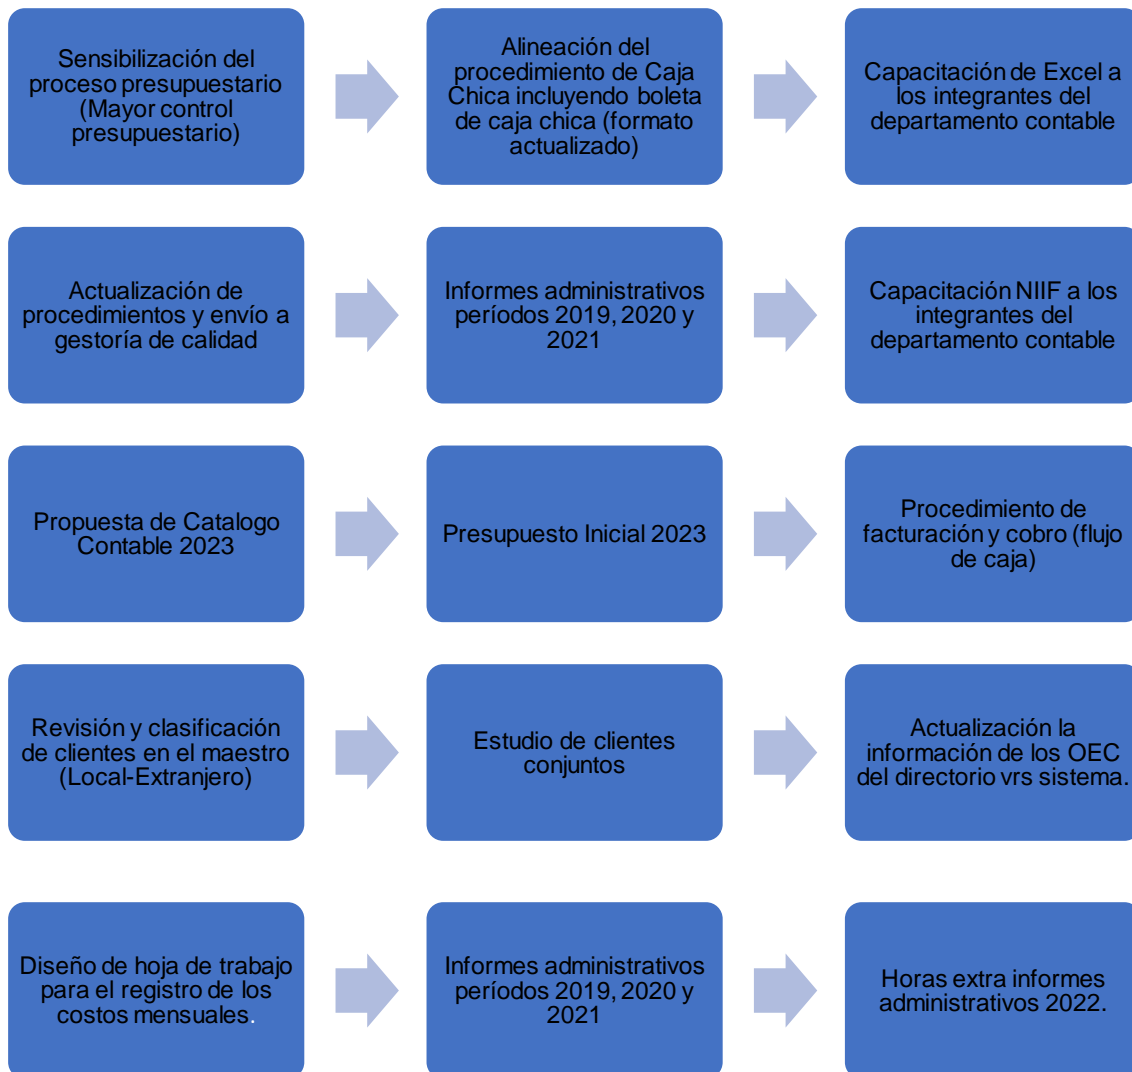 Sensibilización del
proceso presupuestario
(Mayor control
presupuestario)
Alineación del
procedimiento de Caja
Chica incluyendo boleta
de caja chica (formato
actualizado)
Capacitación de Excel a
los integrantes del
departamento contable
Actualización de
procedimientos y envío a
gestoría de calidad
Informes administrativos
períodos 2019, 2020 y
2021
Capacitación NIIF a los
integrantes del
departamento contable
Propuesta de Catalogo
Contable 2023
Presupuesto Inicial 2023
Procedimiento de
facturación y cobro (flujo
de caja)
Revisión y clasificación
de clientes en el maestro
(Local-Extranjero)
Estudio de clientes
conjuntos
Actualización la
información de los OEC
del directorio vrs sistema.
Diseño de hoja de trabajo
para el registro de los
costos mensuales.
Informes administrativos
períodos 2019, 2020 y
2021
Horas extra informes
administrativos 2022.